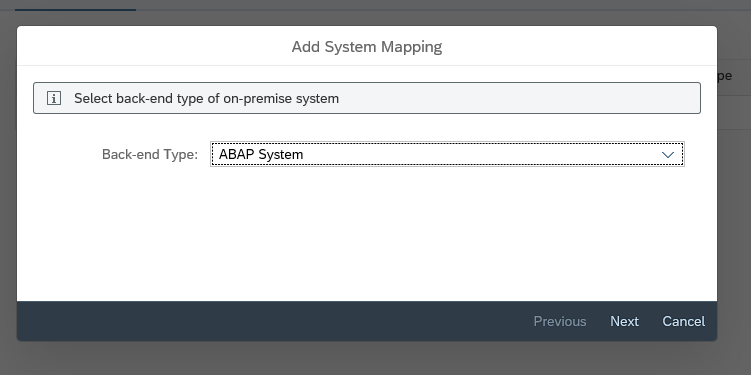 Add System Mapping
pe
Select back-end type of on-premise system
Back-end Type: ABAP System
Previous Next Cancel